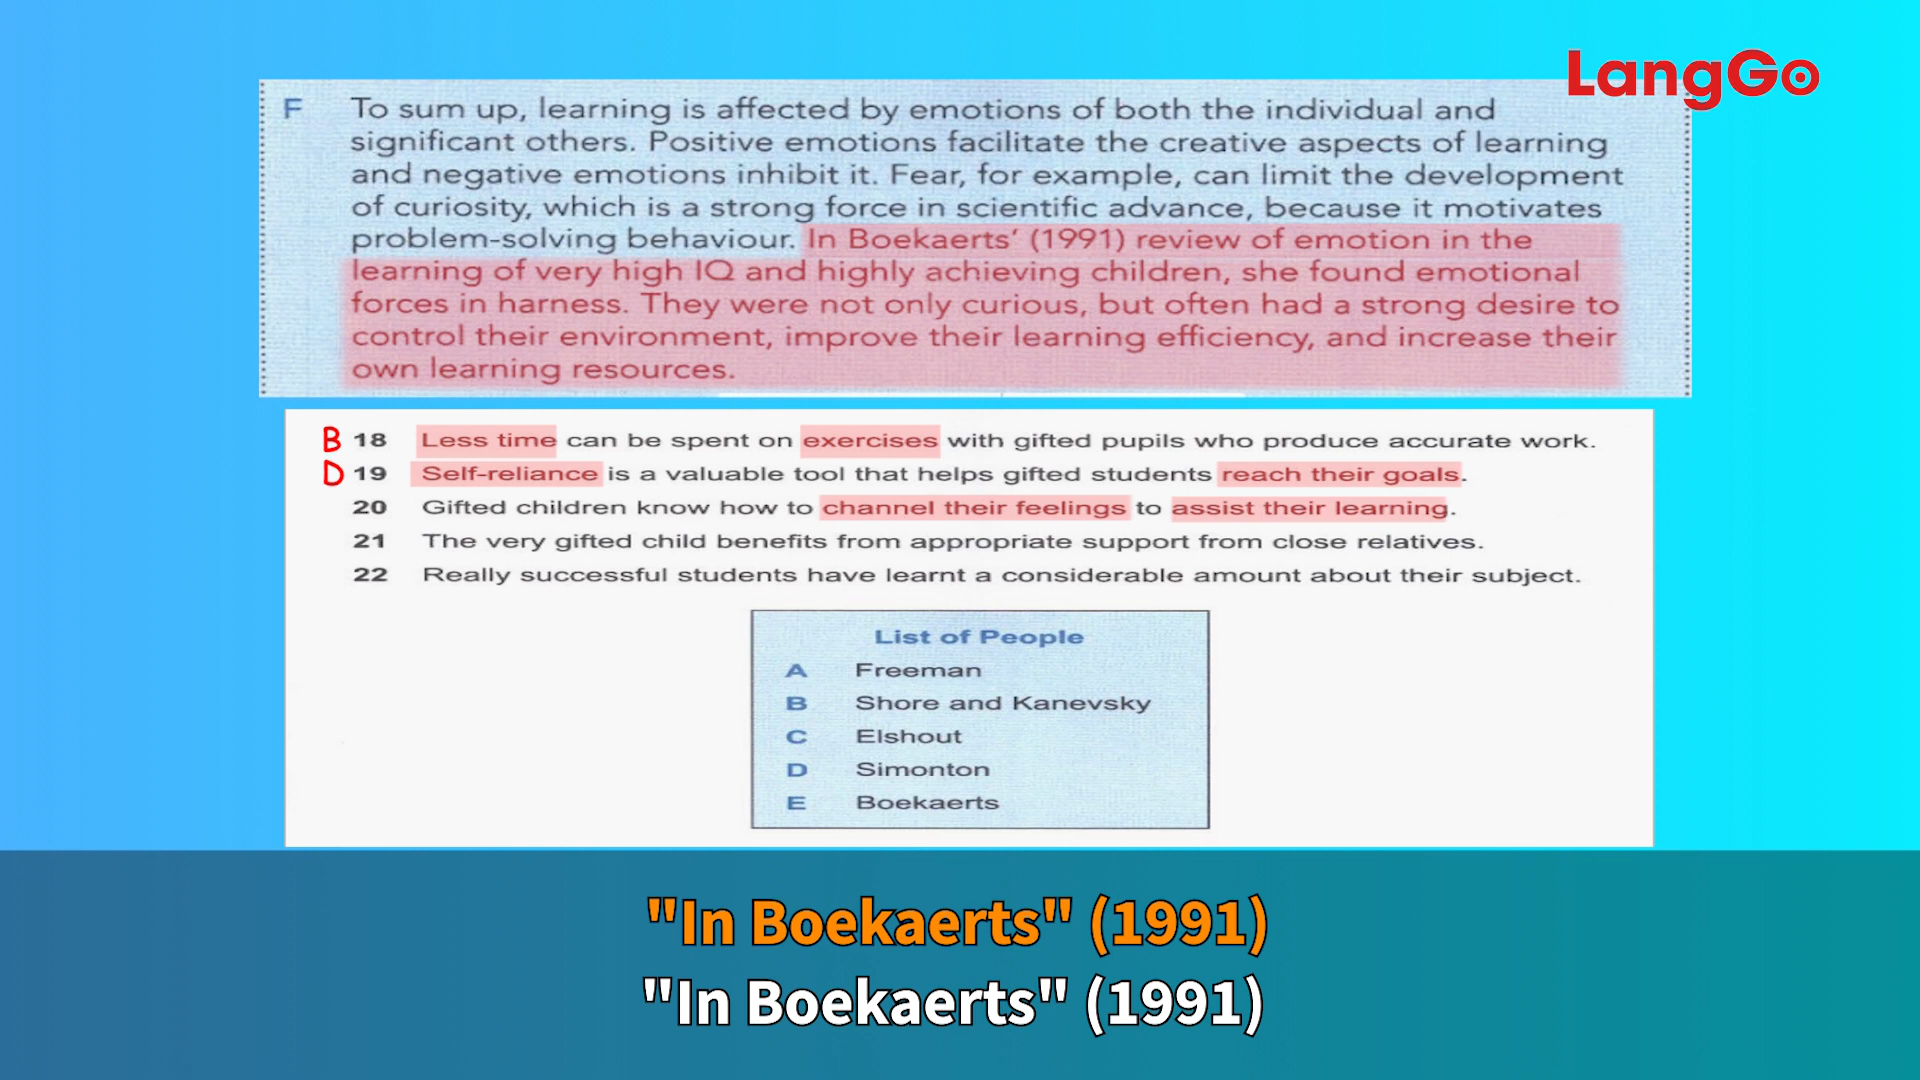 LangGo
F To sum up, learning is affected by emotions of both the individual and
significant others. Positive emotions facilitate the creative aspects of learning
and negative emotions inhibit it. Fear, for example, can limit the development
of curiosity, which is a strong force in scientific advance, because it motivates
problem-solving behaviour. In Boekaerts‘ (1991) review of emotion in the
learning of very high IQ and highly achieving children, she found emotional
forces in harness. They were not only curious, but often had a strong desire to
control their environment, improve their learning efficiency, and increase their
own learning resources.
B 18 Less time can be spent on exercises with gifted pupils who produce accurate work.
D 19 Self-reliance is a valuable tool that helps gifted students reach their goals.
20 Gifted children know how to channel their feelings to assist their learning.
21 The very gifted child benefits from appropriate support from close relatives.
22 Really successful students have learnt a considerable amount about their subject.
List of People
A Freeman
B Shore and Kanevsky
C Elshout
D Simonton
E Boekaerts
"In Boekaerts" (1991)
"In Boekaerts" (1991)